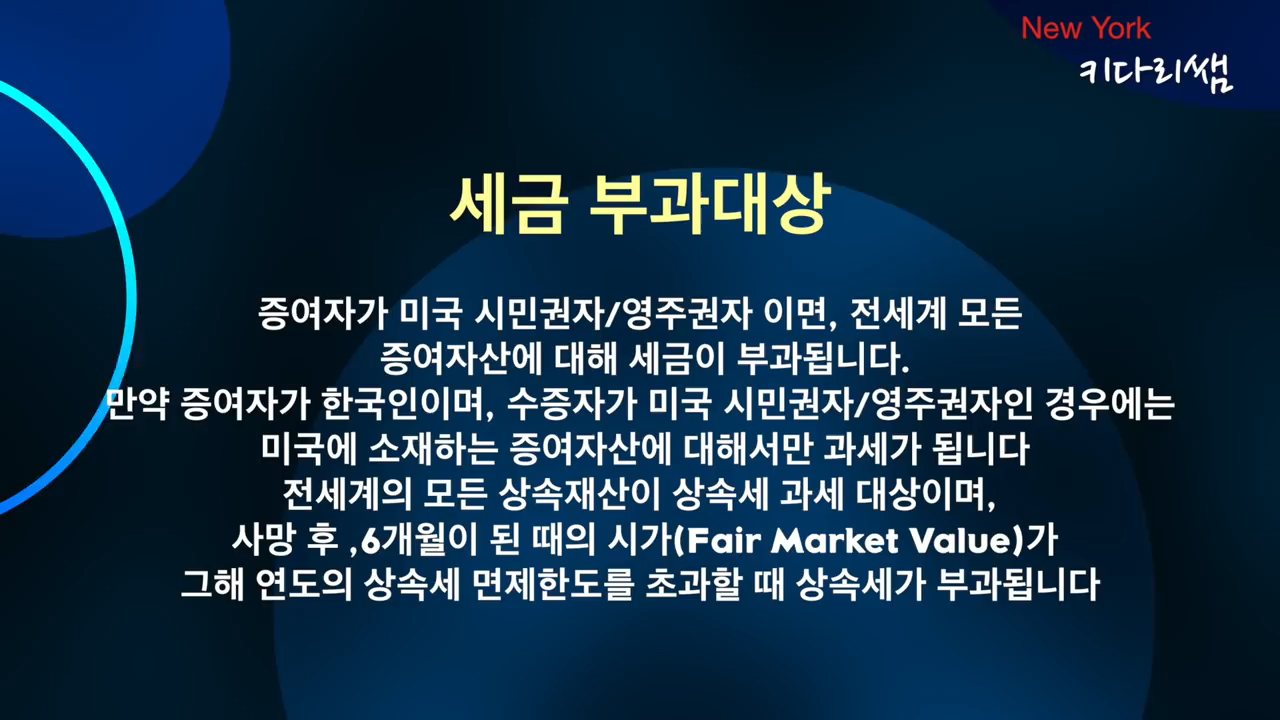 New York
키다리쌤
세금 부과대상
증여자가 미국 시민권자/영주권자 이면, 전세계 모든
증여자산에 대해 세금이 부과됩니다.
만약 증여자가 한국인이며, 수증자가 미국 시민권자/영주권자인 경우에는
미국에 소재하는 증여자산에 대해서만 과세가 됩니다
전세계의 모든 상속재산이 상속세 과세 대상이며,
사망 후 ,6개월이 된 때의 시가(Fair Market Value)가
그해 연도의 상속세 면제한도를 초과할 때 상속세가 부과됩니다